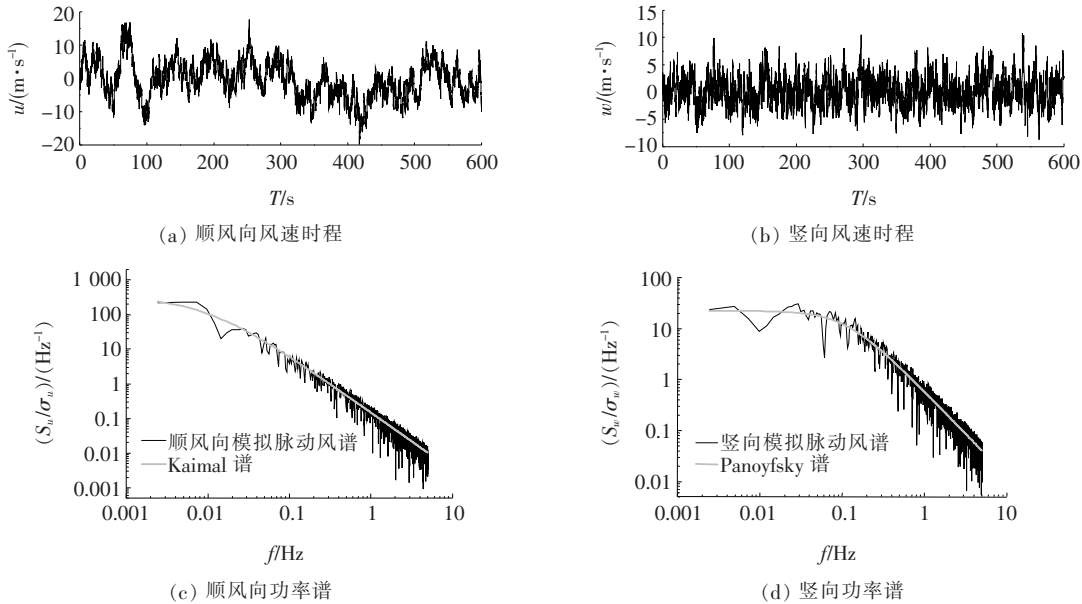 20
10
0
−10
−20
u/(m·s⁻¹)
0 100 200 300 400 500 600
T/s
(a) 顺风向风速时程
15
10
5
0
−5
−10
w/(m·s⁻¹)
0 100 200 300 400 500 600
T/s
(b) 竖向风速时程
1 000
100
10
1
0.1
0.01
0.001
(Sᵤ/σᵤ)/(Hz⁻¹)
顺风向模拟脉动风谱
Kaimal 谱
0.001 0.01 0.1 1 10
f/Hz
(c) 顺风向功率谱
100
10
1
0.1
0.01
(S_w/σ_w)/(Hz⁻¹)
竖向模拟脉动风谱
Panoyfsky 谱
0.001 0.01 0.1 1 10
f/Hz
(d) 竖向功率谱